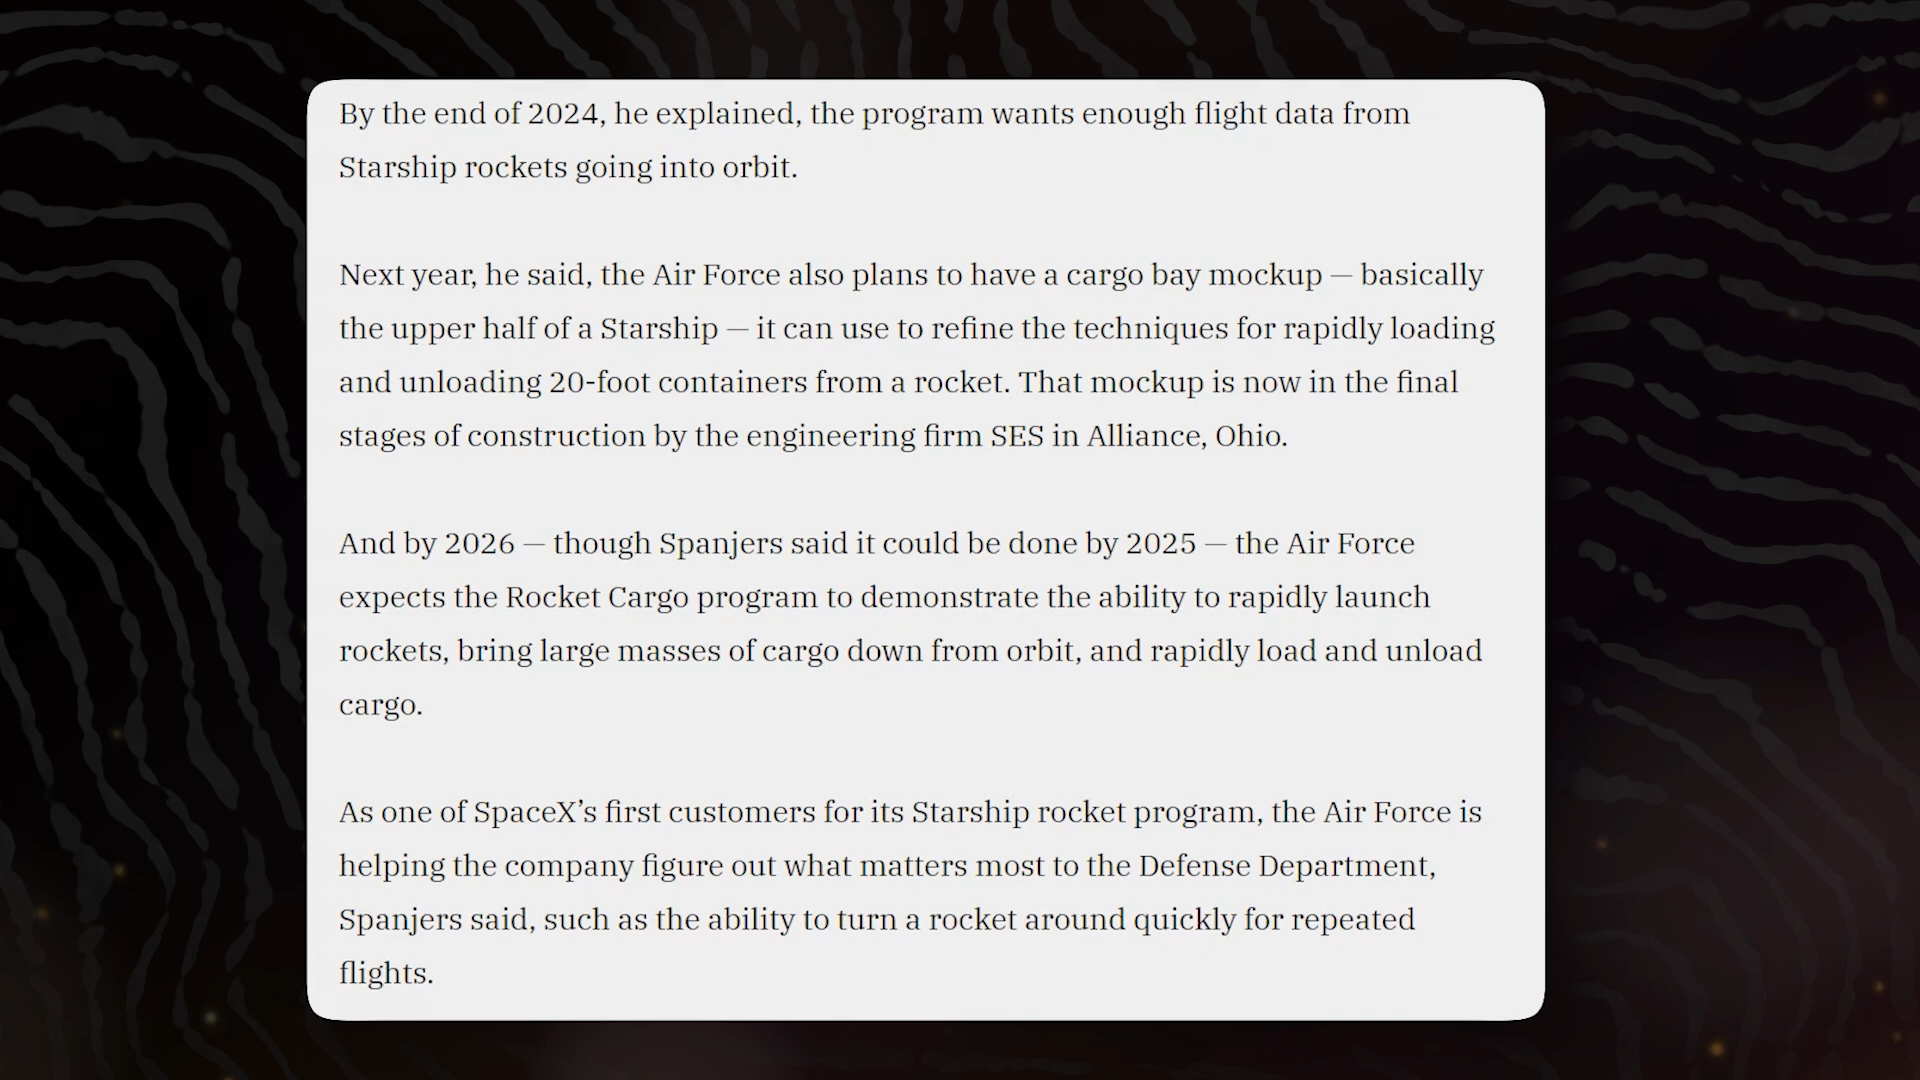 By the end of 2024, he explained, the program wants enough flight data from
Starship rockets going into orbit.
Next year, he said, the Air Force also plans to have a cargo bay mockup — basically
the upper half of a Starship — it can use to refine the techniques for rapidly loading
and unloading 20-foot containers from a rocket. That mockup is now in the final
stages of construction by the engineering firm SES in Alliance, Ohio.
And by 2026 — though Spanjers said it could be done by 2025 — the Air Force
expects the Rocket Cargo program to demonstrate the ability to rapidly launch
rockets, bring large masses of cargo down from orbit, and rapidly load and unload
cargo.
As one of SpaceX’s first customers for its Starship rocket program, the Air Force is
helping the company figure out what matters most to the Defense Department,
Spanjers said, such as the ability to turn a rocket around quickly for repeated
flights.